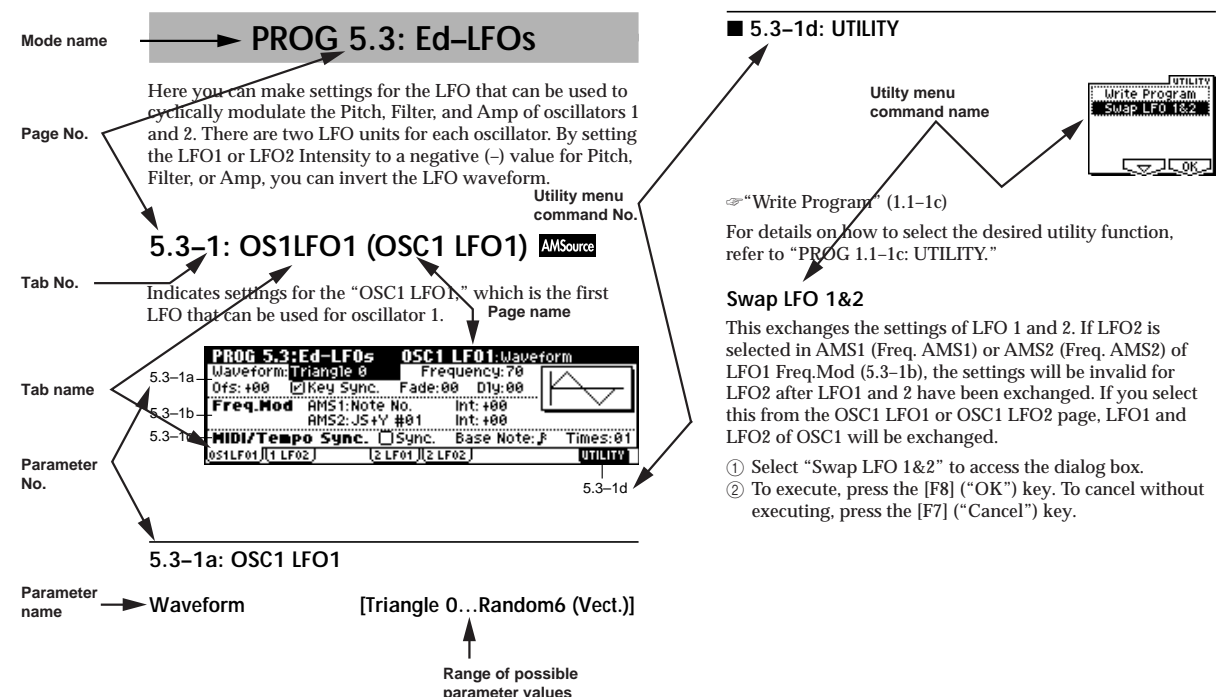 Mode name
PROG 5.3: Ed–LFOs
Here you can make settings for the LFO that can be used to
cyclically modulate the Pitch, Filter, and Amp of oscillators 1
and 2. There are two LFO units for each oscillator. By setting
the LFO1 or LFO2 Intensity to a negative (–) value for Pitch,
Filter, or Amp, you can invert the LFO waveform.
Page No.
Utility menu
command No.
5.3–1: OS1LFO1 (OSC1 LFO1) AMSource
Tab No.
Indicates settings for the “OSC1 LFO1,” which is the first
LFO that can be used for oscillator 1.
Page name
PROG 5.3:Ed-LFOs OSC1 LFO1:Waveform
Waveform:Triangle 0 Frequency:70
Ofs:+00 Key Sync. Fade:00 Dly:00
Freq.Mod AMS1:Note No. Int:+00
AMS2:JS+Y #01 Int:+00
MIDI/Tempo Sync. Sync. Base Note:♪ Times:01
OS1LFO1 1 LFO2 2 LFO1 2 LFO2 UTILITY
5.3–1a
5.3–1b
5.3–1c
5.3–1d
Tab name
Parameter
No.
5.3–1a: OSC1 LFO1
Parameter
name
Waveform [Triangle 0…Random6 (Vect.)]
Range of possible
parameter values
■ 5.3–1d: UTILITY
Utilty menu
command name
UTILITY
Write Program
Swap LFO 1&2
OK
☞“Write Program” (1.1–1c)
For details on how to select the desired utility function,
refer to “PROG 1.1–1c: UTILITY.”
Swap LFO 1&2
This exchanges the settings of LFO 1 and 2. If LFO2 is
selected in AMS1 (Freq. AMS1) or AMS2 (Freq. AMS2) of
LFO1 Freq.Mod (5.3–1b), the settings will be invalid for
LFO2 after LFO1 and 2 have been exchanged. If you select
this from the OSC1 LFO1 or OSC1 LFO2 page, LFO1 and
LFO2 of OSC1 will be exchanged.
① Select “Swap LFO 1&2” to access the dialog box.
② To execute, press the [F8] (“OK”) key. To cancel without
executing, press the [F7] (“Cancel”) key.